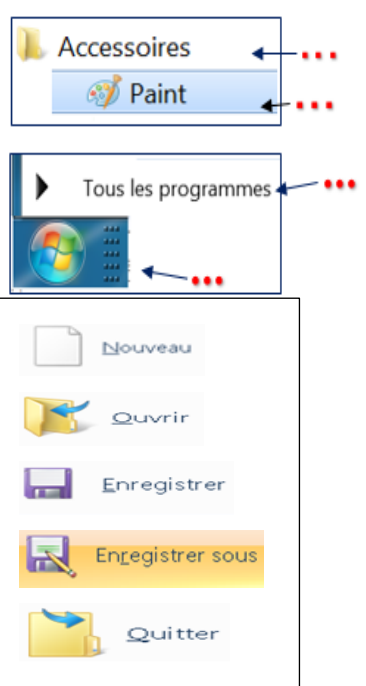 Accessoires ...
Paint ...
Tous les programmes ...
...
Nouveau
Ouvrir
Enregistrer
Enregistrer sous
Quitter